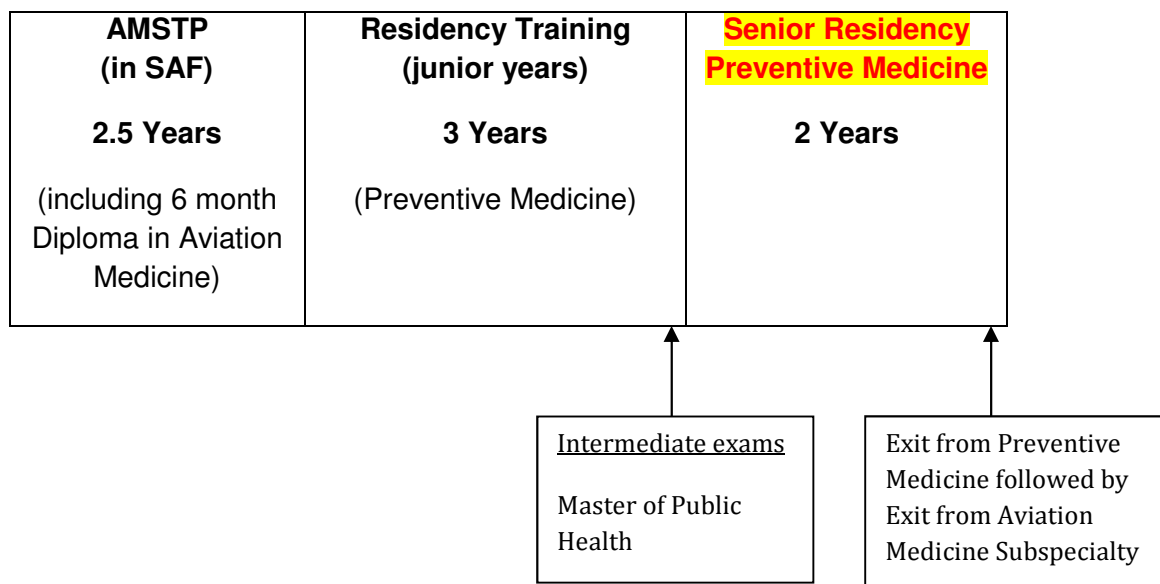 AMSTP
(in SAF)
2.5 Years
(including 6 month
Diploma in Aviation
Medicine)
Residency Training
(junior years)
3 Years
(Preventive Medicine)
Senior Residency
Preventive Medicine
2 Years
Intermediate exams
Master of Public
Health
Exit from Preventive
Medicine followed by
Exit from Aviation
Medicine Subspecialty